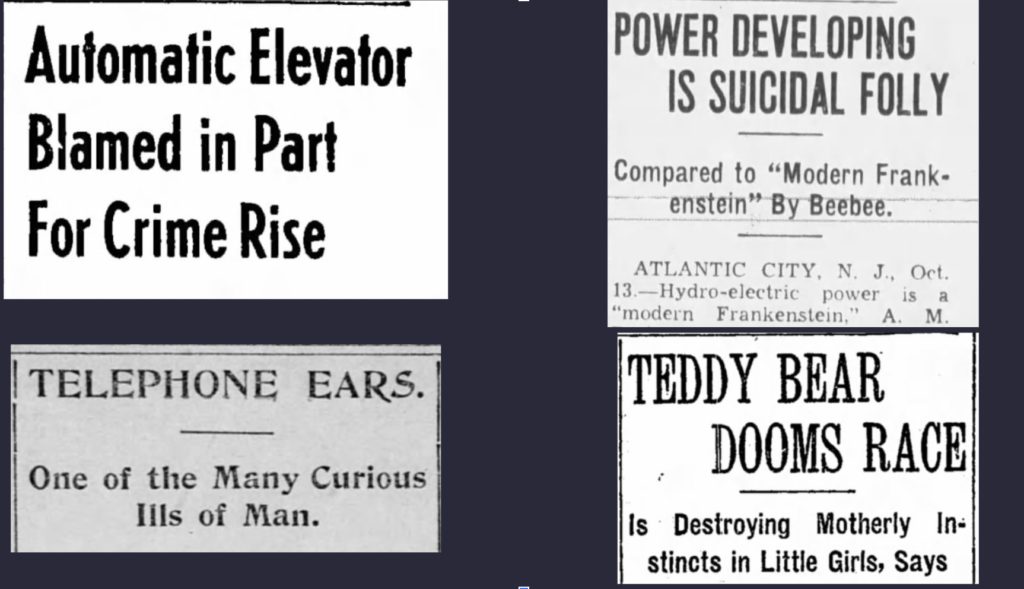 Automatic Elevator
Blamed in Part
For Crime Rise
POWER DEVELOPING
IS SUICIDAL FOLLY
Compared to “Modern Frank-
enstein” By Beebee.
ATLANTIC CITY, N. J., Oct.
13.—Hydro-electric power is a
“modern Frankenstein,” A. M.
TELEPHONE EARS.
One of the Many Curious
Ills of Man.
TEDDY BEAR
DOOMS RACE
Is Destroying Motherly In-
stincts in Little Girls, Says